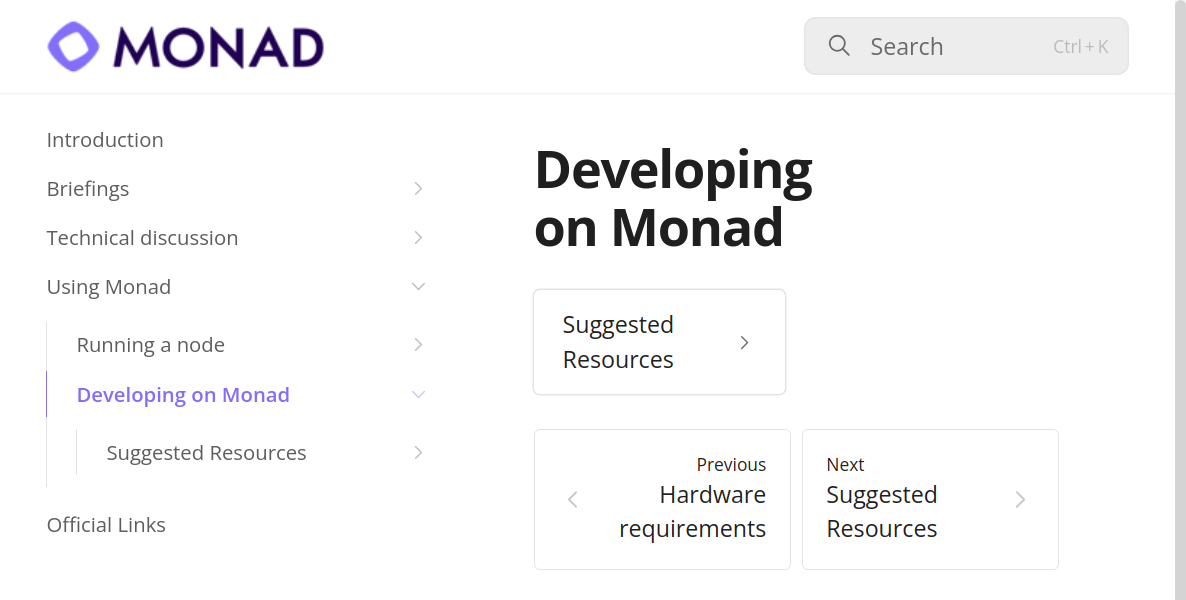 MONAD
Search
Ctrl + K
Introduction
Briefings
Technical discussion
Using Monad
Running a node
Developing on Monad
Suggested Resources
Official Links
Developing
on Monad
Suggested
Resources
Previous
Hardware
requirements
Next
Suggested
Resources